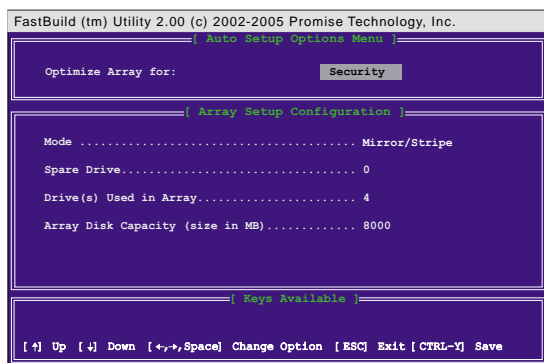 FastBuild (tm) Utility 2.00 (c) 2002-2005 Promise Technology, Inc.
[ Auto Setup Options Menu ]
Optimize Array for: Security
[ Array Setup Configuration ]
Mode ........................................ Mirror/Stripe
Spare Drive.................................. 0
Drive(s) Used in Array....................... 4
Array Disk Capacity (size in MB)............. 8000
[ Keys Available ]
[↑] Up [↓] Down [←,→,Space] Change Option [ESC] Exit [CTRL-Y] Save